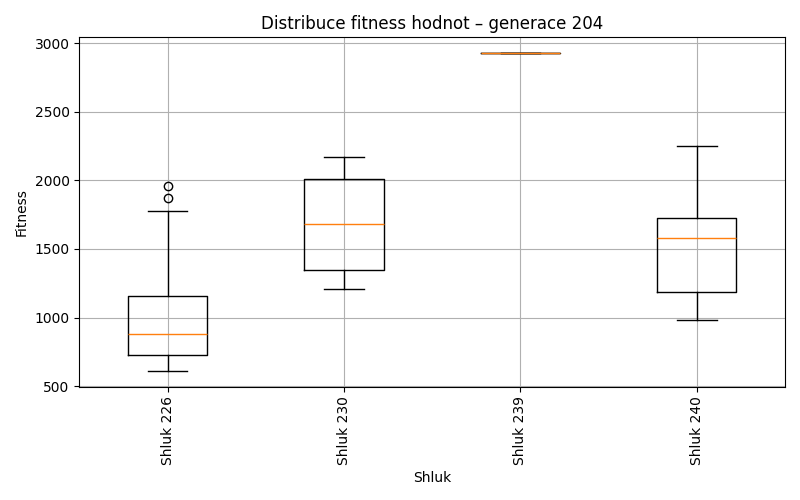 Distribuce fitness hodnot – generace 204
Fitness
3000
2500
2000
1500
1000
500
Shluk 226
Shluk 230
Shluk 239
Shluk 240
Shluk